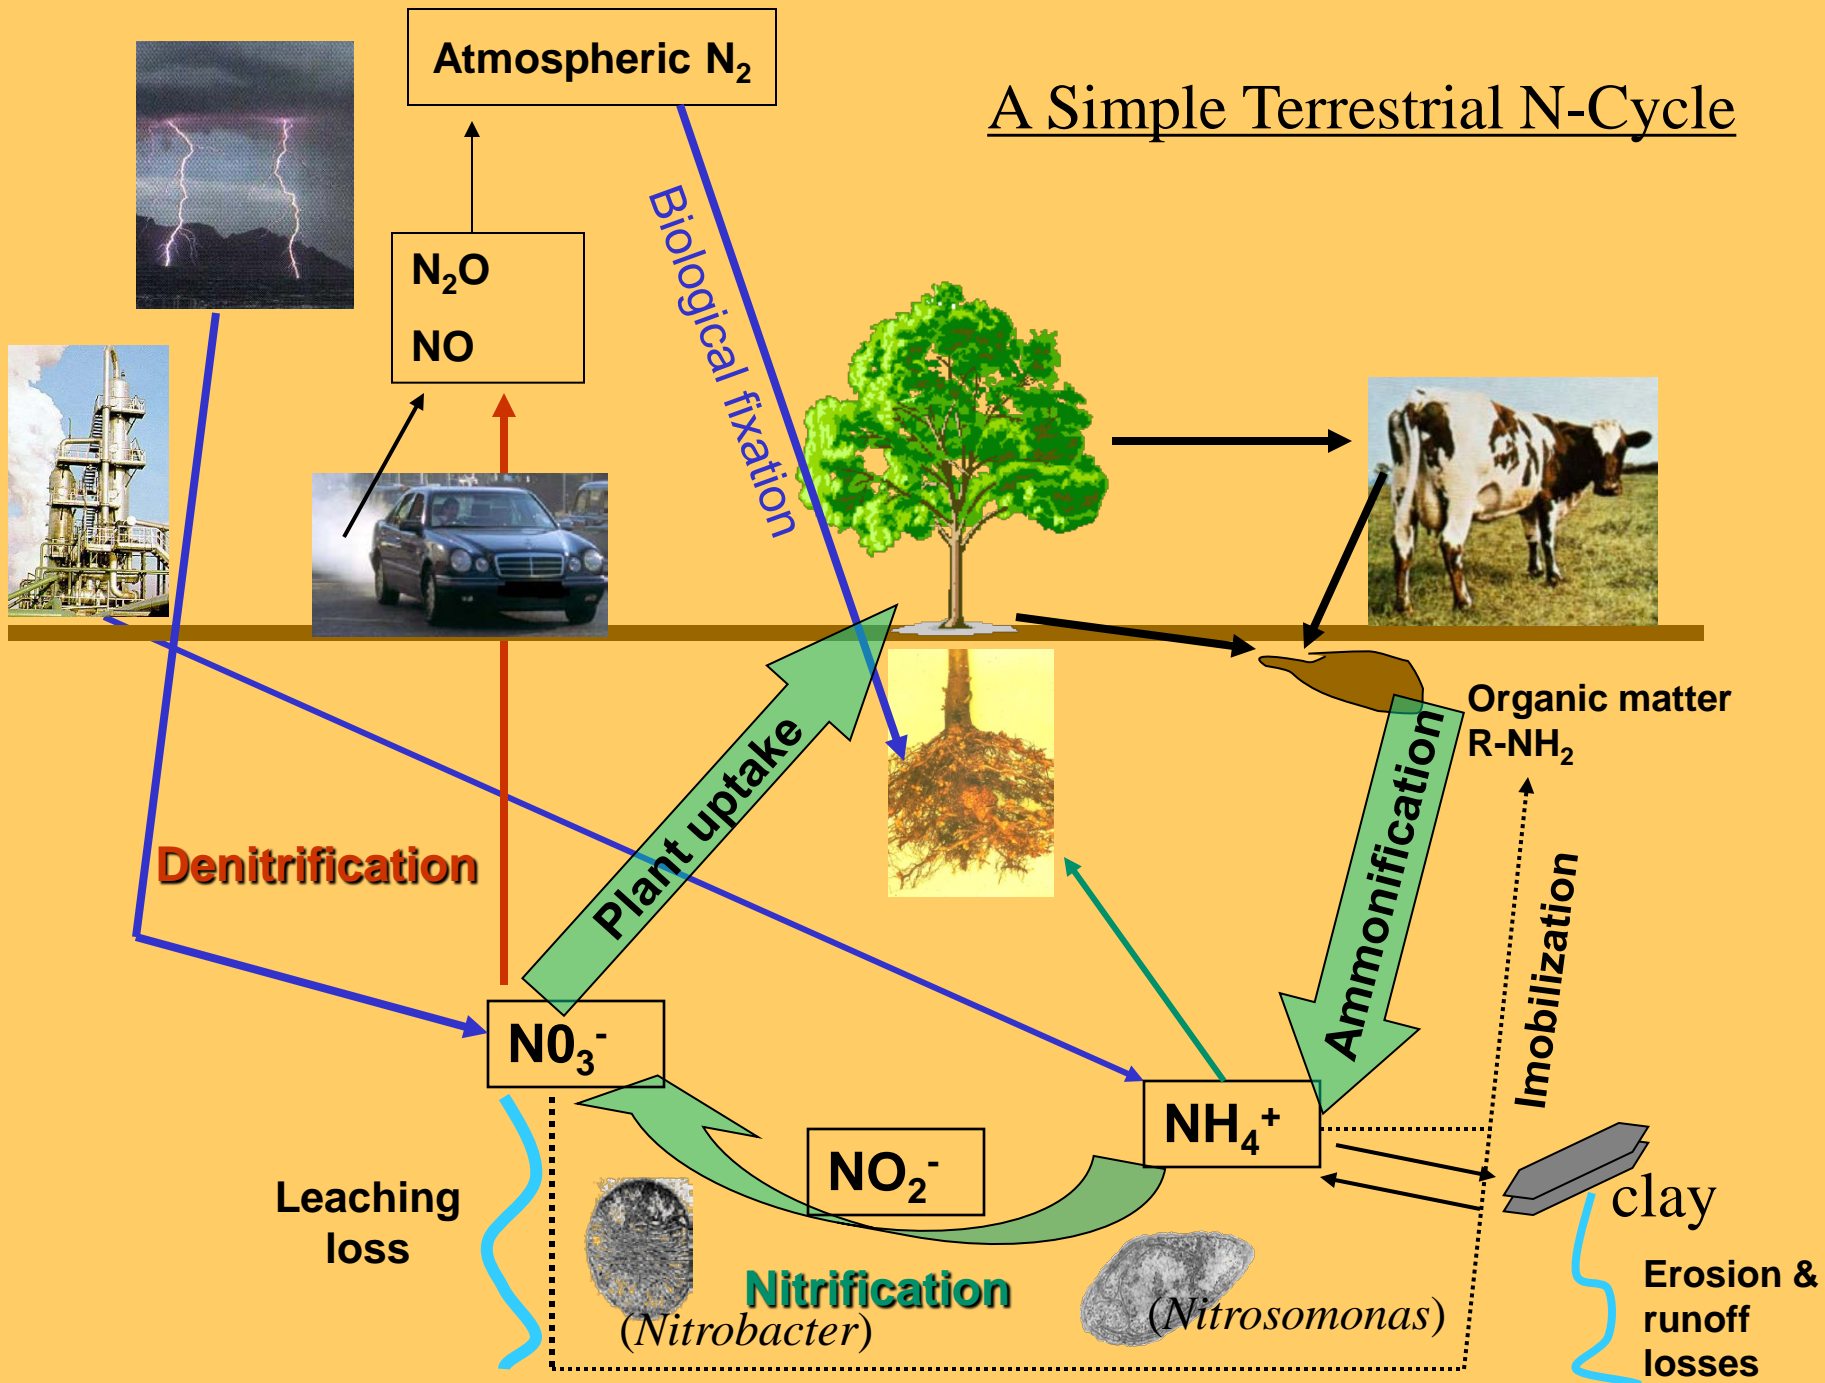 Atmospheric N₂
A Simple Terrestrial N-Cycle
N₂O
NO
Biological fixation
Organic matter
R-NH₂
Plant uptake
Denitrification
Ammonification
Imobilization
N0₃⁻
NH₄⁺
NO₂⁻
Leaching
loss
clay
Nitrification
(Nitrobacter)
(Nitrosomonas)
Erosion &
runoff
losses